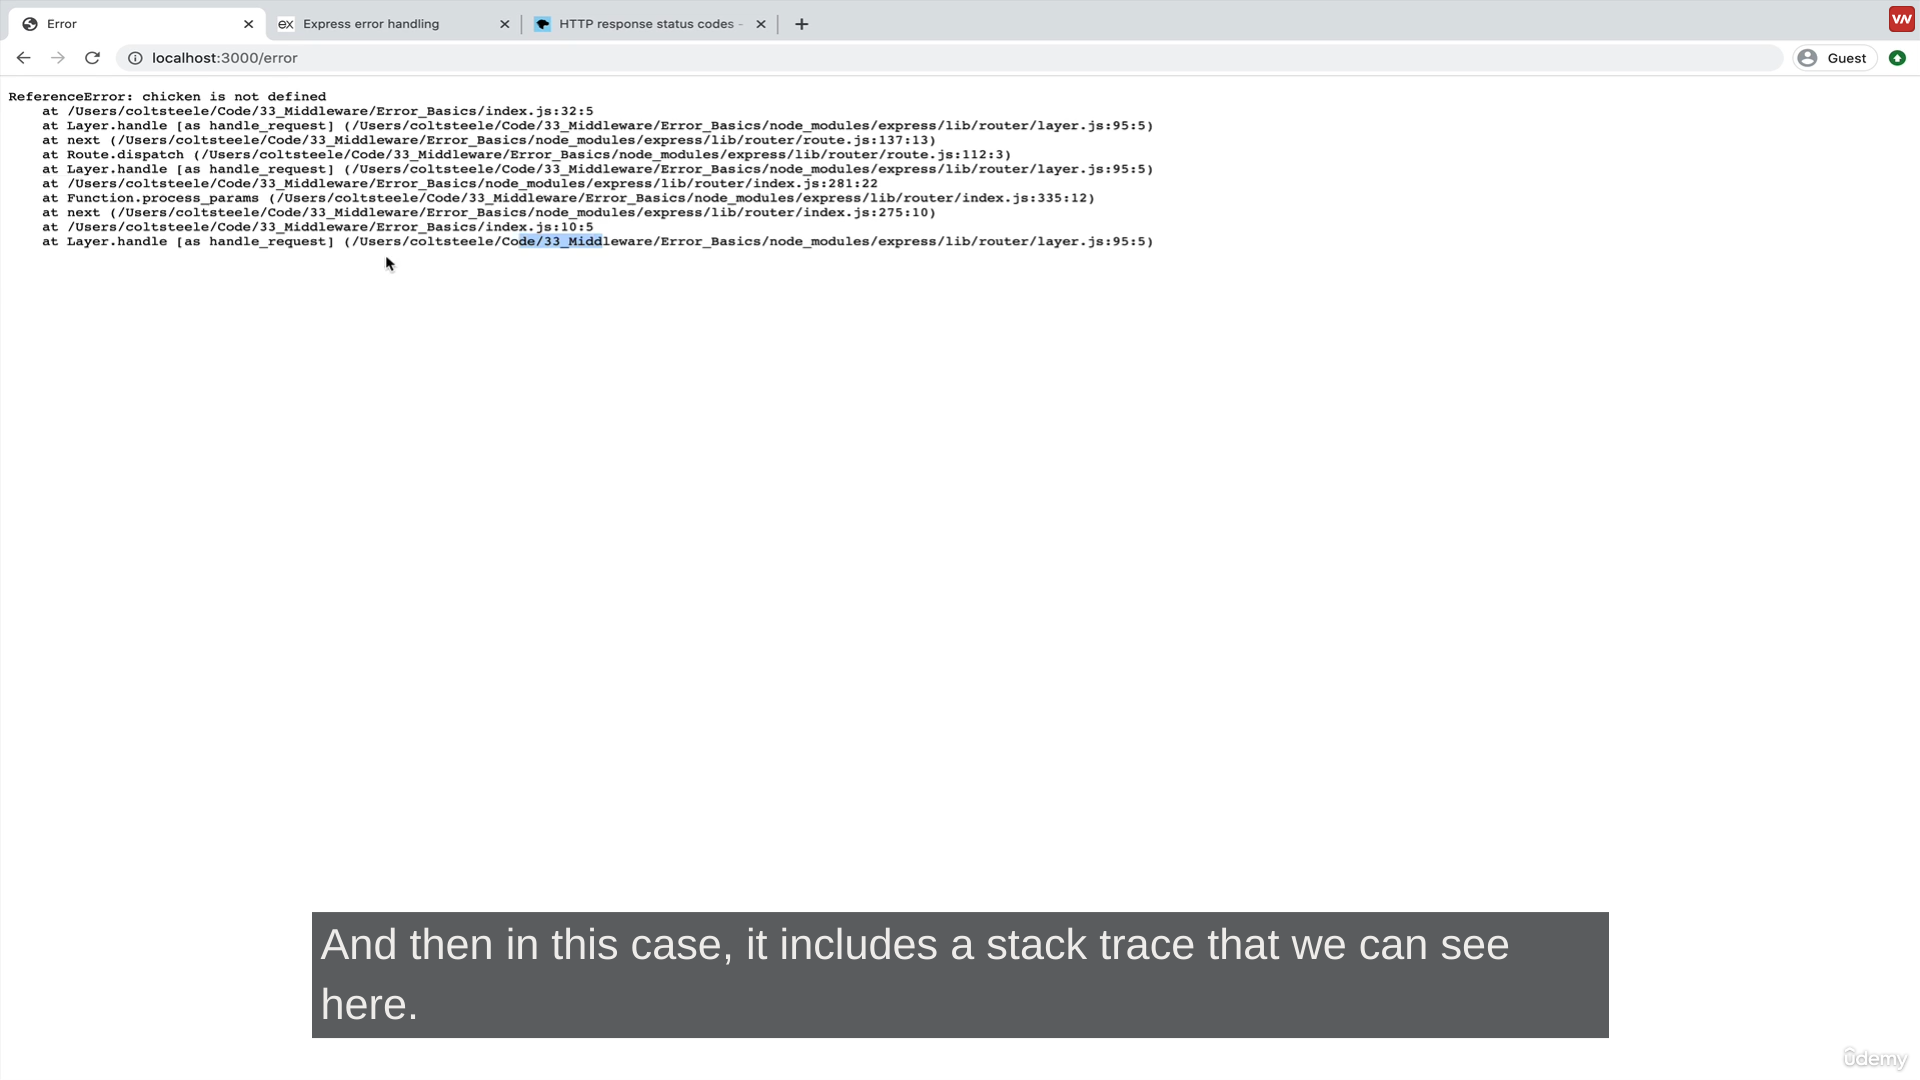 Error
Express error handling
HTTP response status codes -
localhost:3000/error
Guest
ReferenceError: chicken is not defined
at /Users/coltsteele/Code/33_Middleware/Error_Basics/index.js:32:5
at Layer.handle [as handle_request] (/Users/coltsteele/Code/33_Middleware/Error_Basics/node_modules/express/lib/router/layer.js:95:5)
at next (/Users/coltsteele/Code/33_Middleware/Error_Basics/node_modules/express/lib/router/route.js:137:13)
at Route.dispatch (/Users/coltsteele/Code/33_Middleware/Error_Basics/node_modules/express/lib/router/route.js:112:3)
at Layer.handle [as handle_request] (/Users/coltsteele/Code/33_Middleware/Error_Basics/node_modules/express/lib/router/layer.js:95:5)
at /Users/coltsteele/Code/33_Middleware/Error_Basics/node_modules/express/lib/router/index.js:281:22
at Function.process_params (/Users/coltsteele/Code/33_Middleware/Error_Basics/node_modules/express/lib/router/index.js:335:12)
at next (/Users/coltsteele/Code/33_Middleware/Error_Basics/node_modules/express/lib/router/index.js:275:10)
at /Users/coltsteele/Code/33_Middleware/Error_Basics/index.js:10:5
at Layer.handle [as handle_request] (/Users/coltsteele/Code/33_Middleware/Error_Basics/node_modules/express/lib/router/layer.js:95:5)
And then in this case, it includes a stack trace that we can see
here.
ûdemy